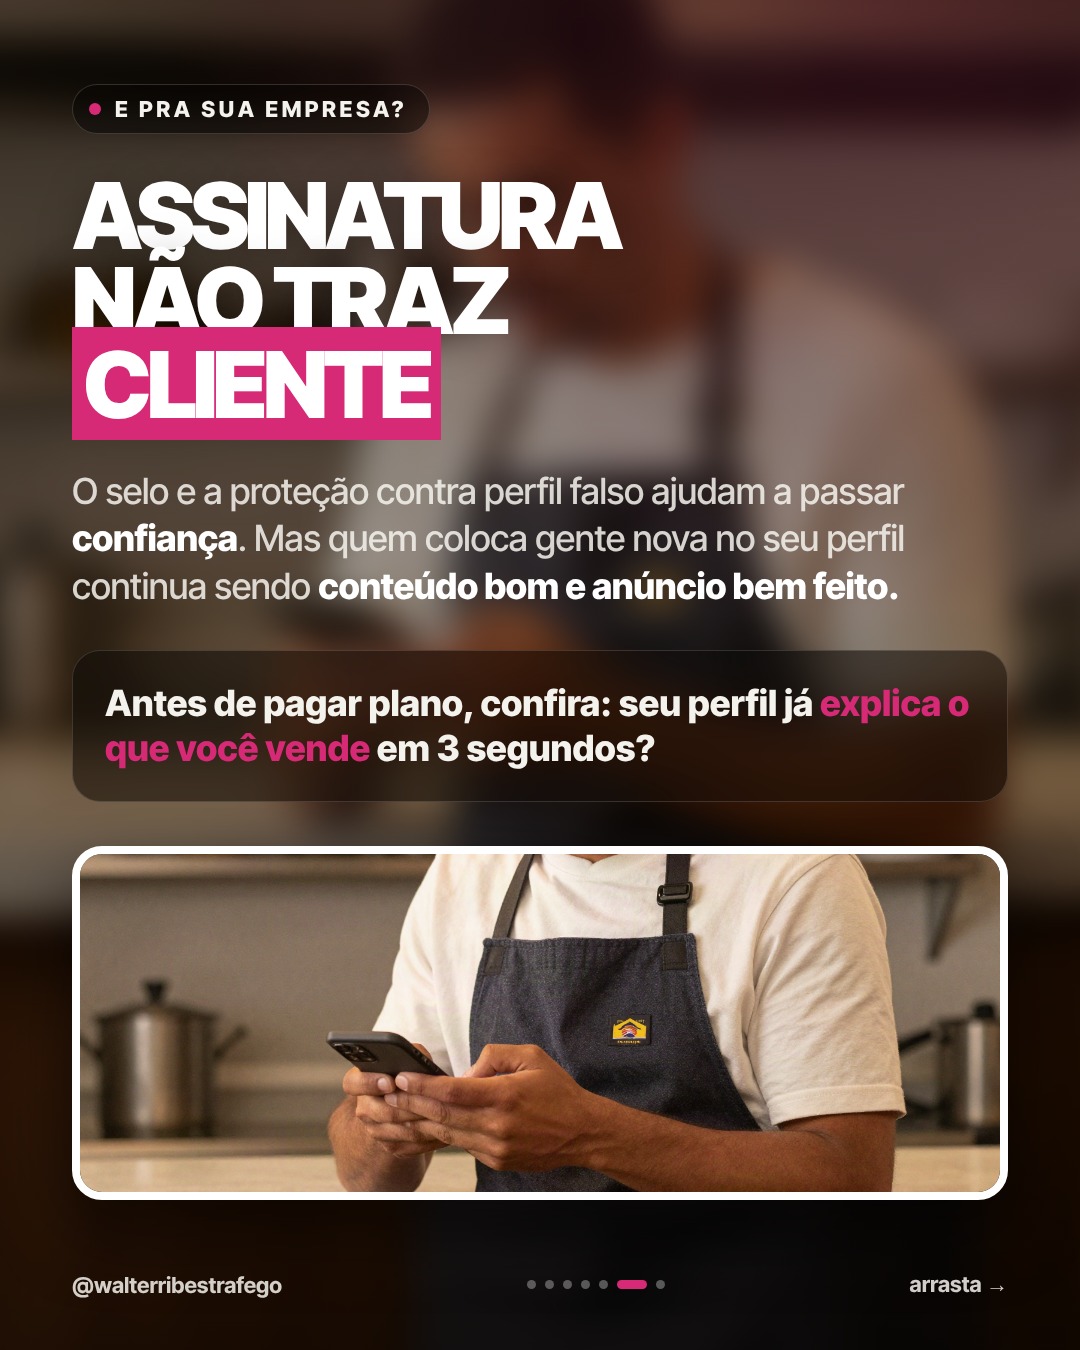 E PRA SUA EMPRESA?
ASSINATURA
NÃO TRAZ
CLIENTE
O selo e a proteção contra perfil falso ajudam a passar
confiança. Mas quem coloca gente nova no seu perfil
continua sendo conteúdo bom e anúncio bem feito.
Antes de pagar plano, confira: seu perfil já explica o
que você vende em 3 segundos?
@walterribestrafego
arrasta →